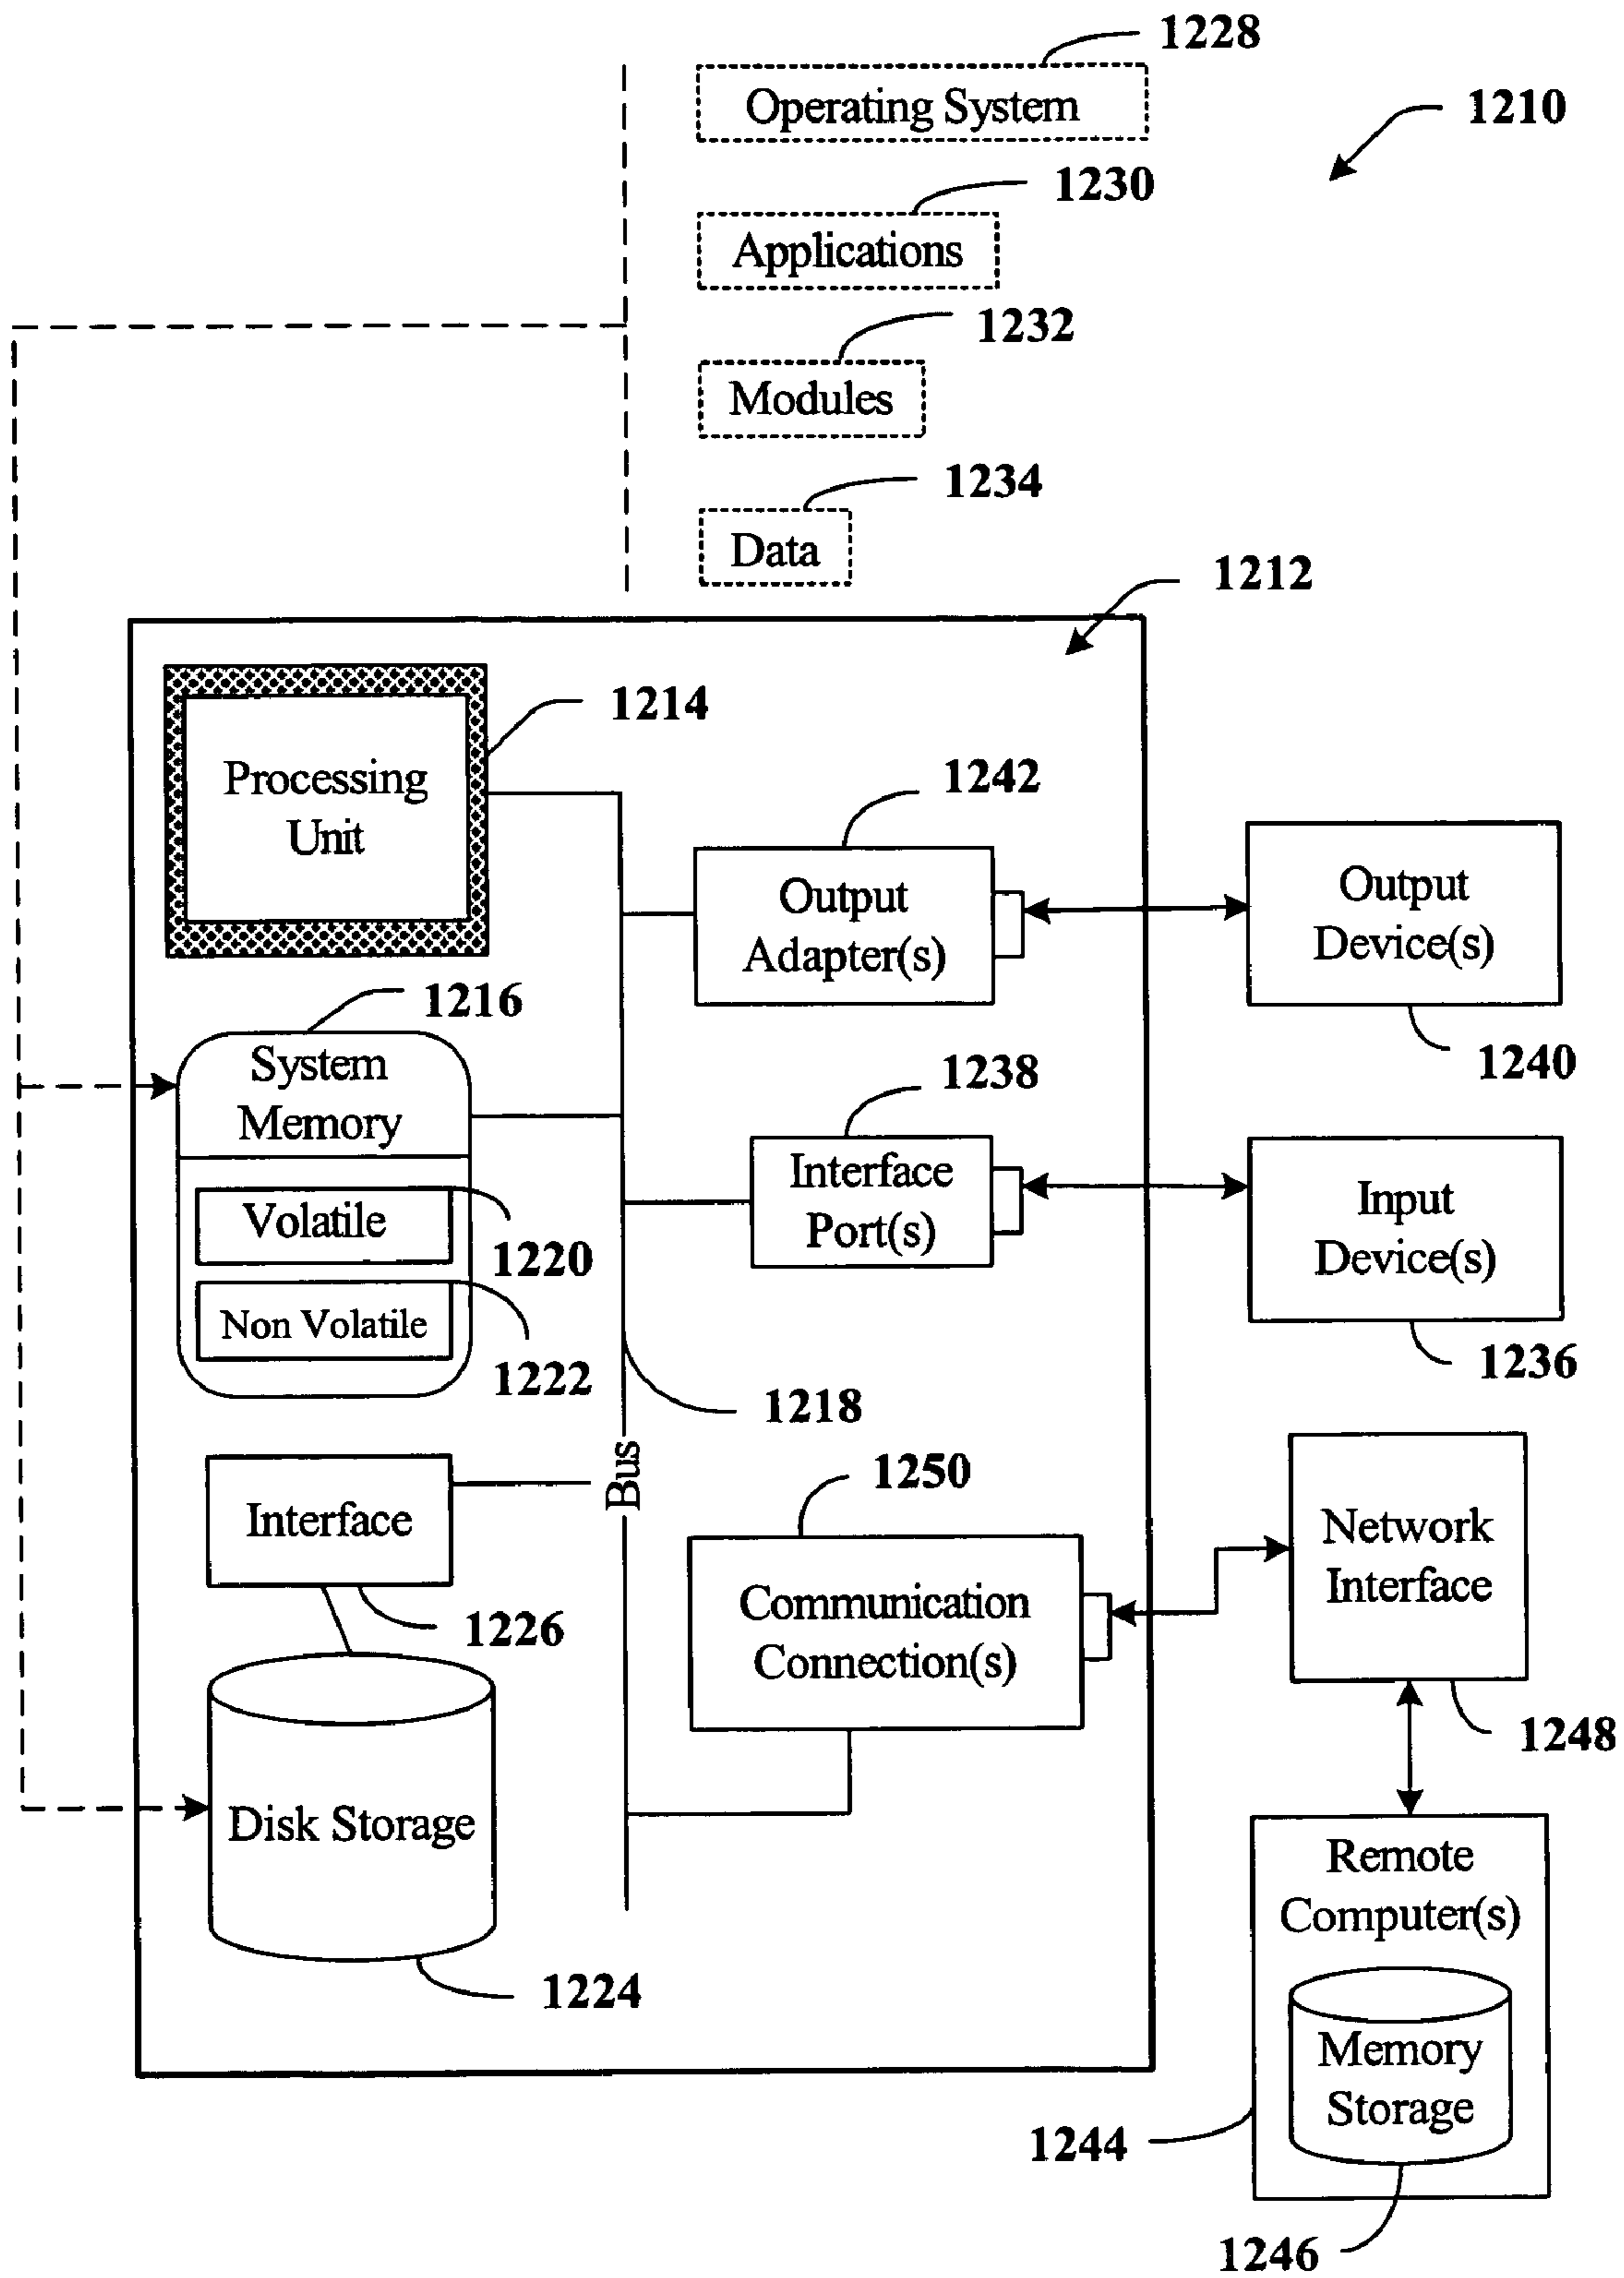 1228
Operating System
1210
1230
Applications
1232
Modules
1234
Data
1212
1214
Processing
Unit
1242
Output
Adapter(s)
Output
Device(s)
1240
1216
System
Memory
1238
Interface
Port(s)
Input
Device(s)
1236
Volatile
1220
Non Volatile
1222
1218
Bus
1250
Interface
1226
Communication
Connection(s)
Network
Interface
1248
Disk Storage
1224
Remote
Computer(s)
Memory
Storage
1244
1246